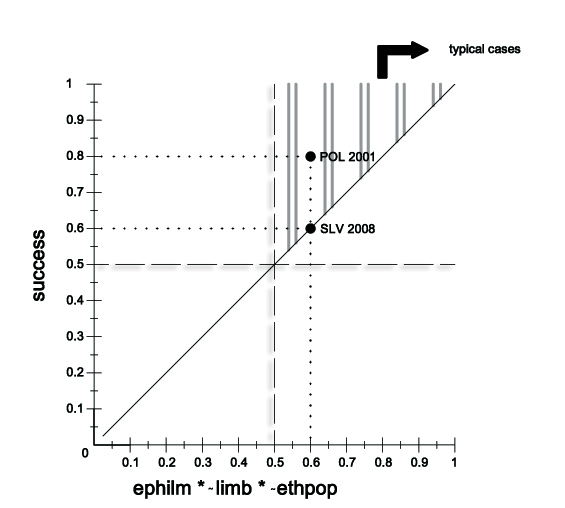 typical cases
1
0.9
0.8
POL 2001
0.7
0.6
SLV 2008
0.5
0.4
0.3
0.2
0.1
0
0.1 0.2 0.3 0.4 0.5 0.6 0.7 0.8 0.9 1
success
ephilm * ~limb * ~ethpop